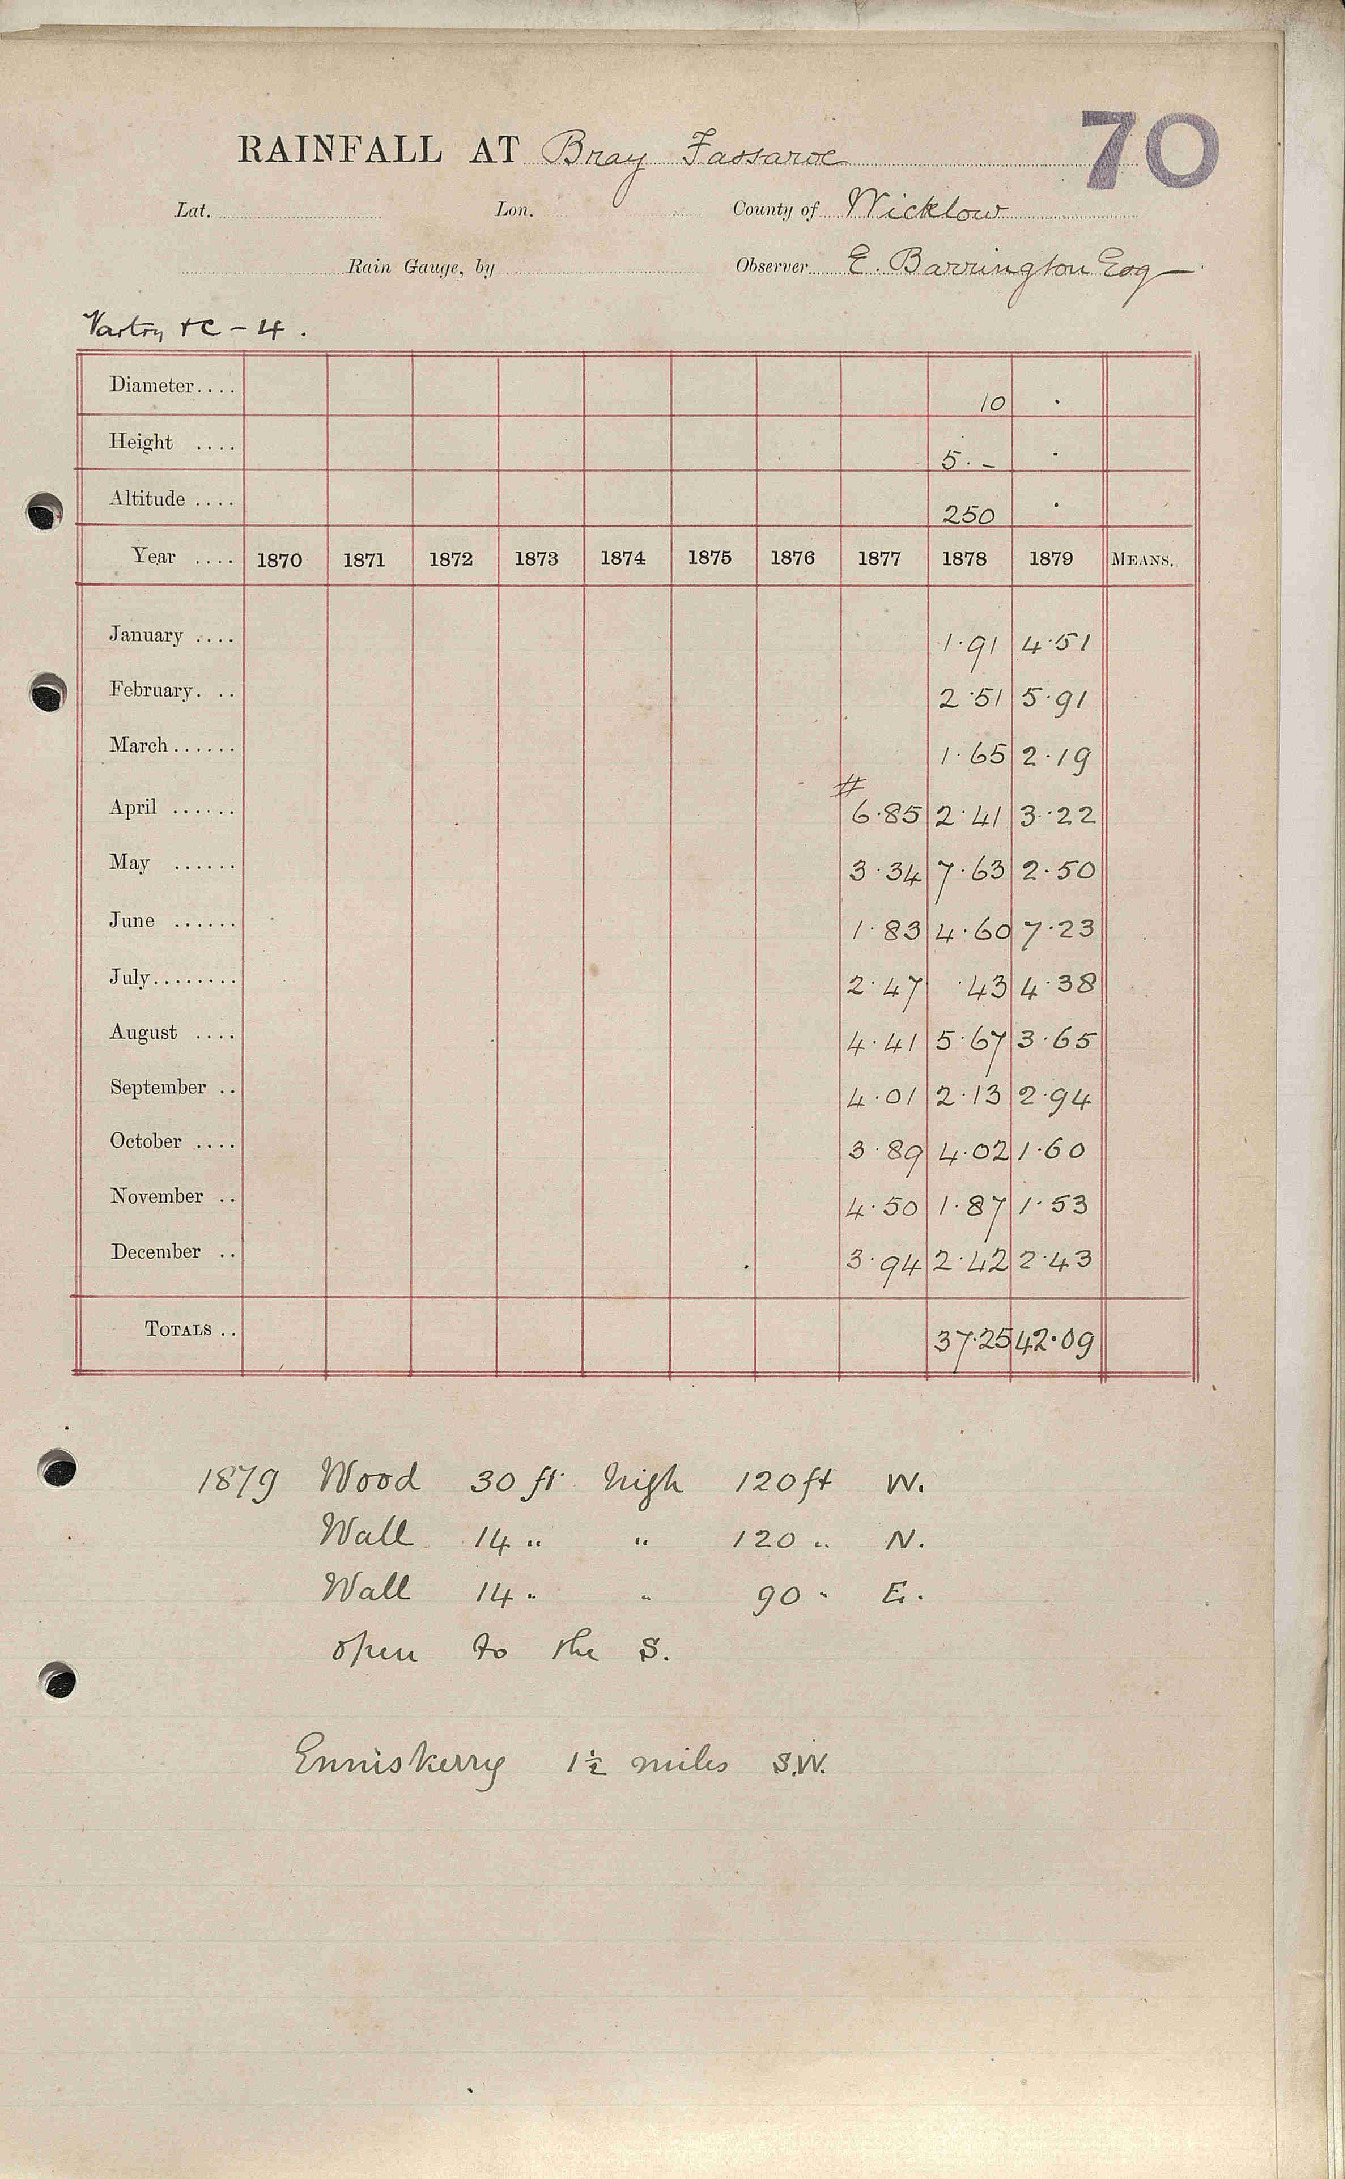 70
RAINFALL AT Bray Fassaroe
Lat. Lon. County of Wicklow
Rain Gauge, by Observer E. Barrington Esq
Vartry &c - 4.
Diameter.... 10 .
Height .... 5.- .
Altitude .... 250 .
Year .... 1870 1871 1872 1873 1874 1875 1876 1877 1878 1879 MEANS.
January .... 1.91 4.51
February. .. 2.51 5.91
March...... 1.65 2.19
April ...... # 6.85 2.41 3.22
May ...... 3.34 7.63 2.50
June ...... 1.83 4.60 7.23
July........ 2.47 .43 4.38
August .... 4.41 5.67 3.65
September .. 4.01 2.13 2.94
October .... 3.89 4.02 1.60
November .. 4.50 1.87 1.53
December .. 3.94 2.42 2.43
TOTALS .. 37.25 42.09
1879 Wood 30 ft high 120ft W.
Wall 14 " " 120 " N.
Wall 14 " " 90 " E.
open to the S.
Enniskerry 1½ miles S.W.